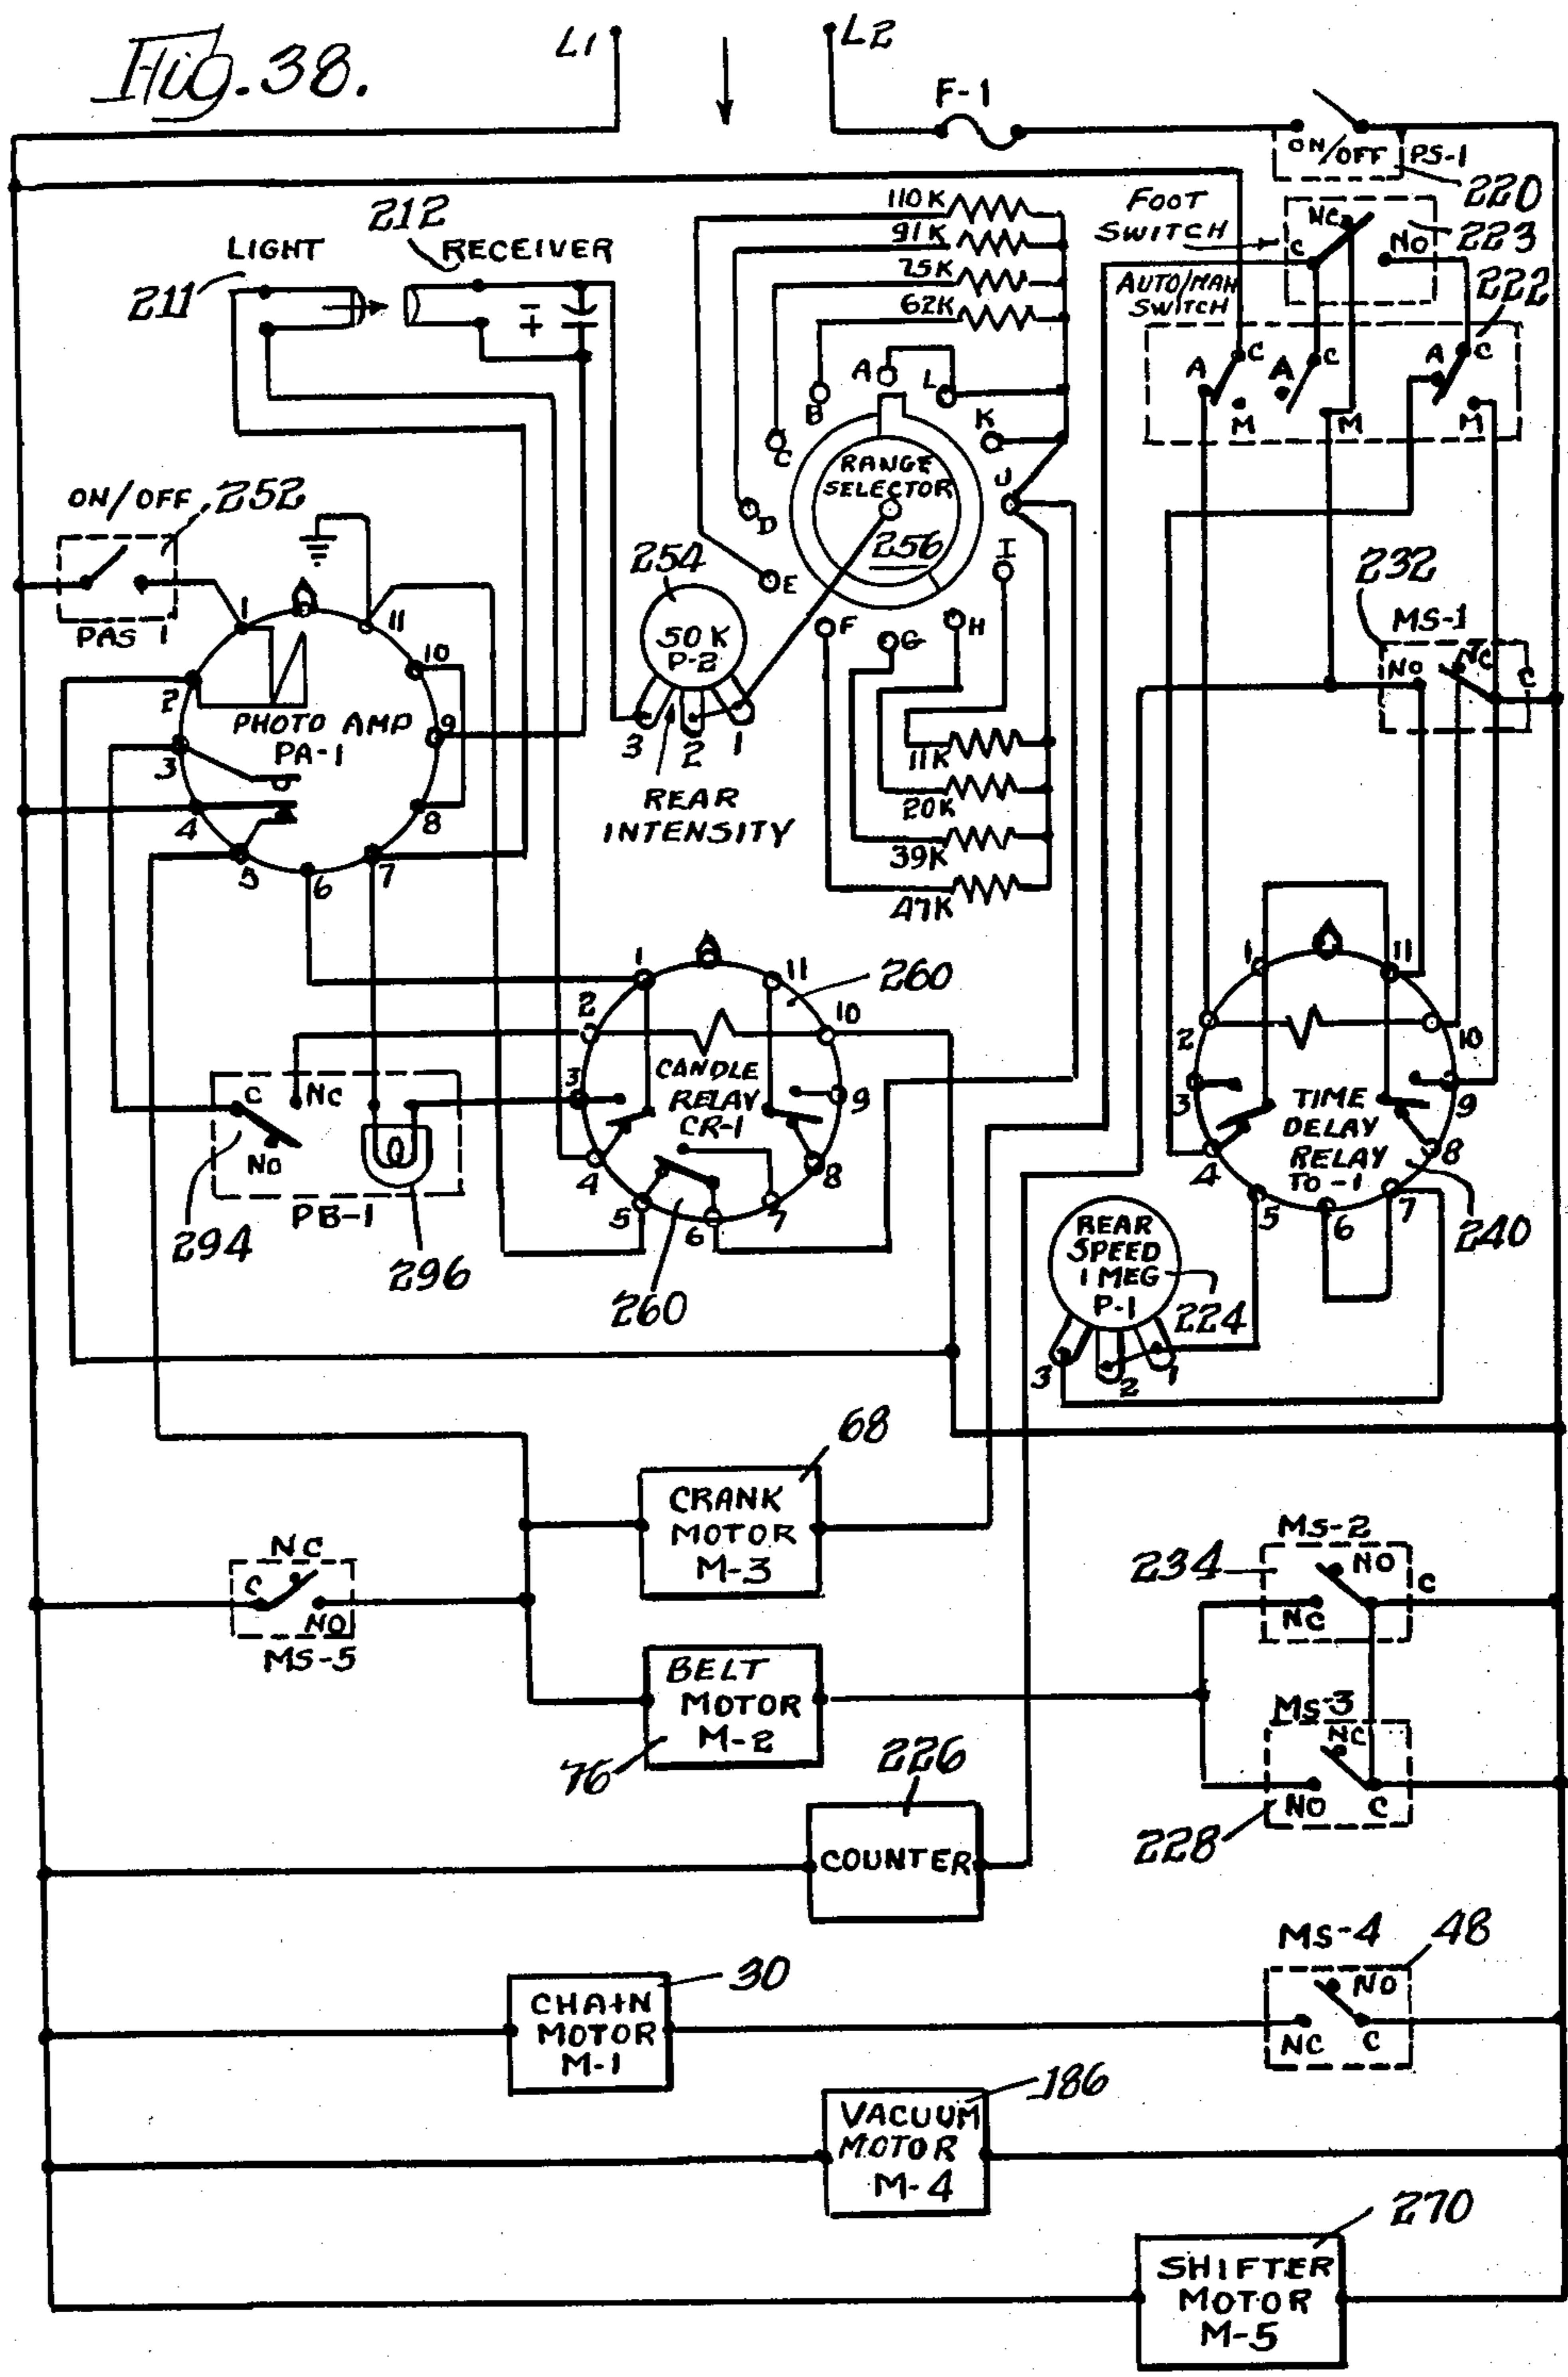 Fig. 38.
L1
L2
F-1
ON/OFF PS-1
220
110K
91K
75K
62K
FOOT
SWITCH
NC
C
NO
223
AUTO/MAN
SWITCH
222
212
LIGHT
RECEIVER
211
-
+
A C
A C
A C
M
M
M
A
L
B
K
C
J
D
I
E
H
F
G
RANGE
SELECTOR
256
ON/OFF
252
PAS 1
254
50 K
P-2
3 2 1
REAR
INTENSITY
232
MS-1
NO
NC
C
1
11
10
2
9
3
8
4
7
5
6
PHOTO AMP
PA-1
11K
20K
39K
47K
1
11
260
2
10
3
9
4
8
5
6
7
CANDLE
RELAY
CR-1
260
C
NC
NO
PB-1
294
296
1
11
2
10
3
9
4
8
5
6
7
TIME
DELAY
RELAY
TD-1
240
REAR
SPEED
1 MEG
P-1
224
3
2
1
68
CRANK
MOTOR
M-3
NC
C
NO
MS-5
MS-2
NO
234
C
NC
BELT
MOTOR
M-2
76
MS-3
NC
NO
C
228
226
COUNTER
MS-4
48
NO
NC
C
30
CHAIN
MOTOR
M-1
186
VACUUM
MOTOR
M-4
270
SHIFTER
MOTOR
M-5